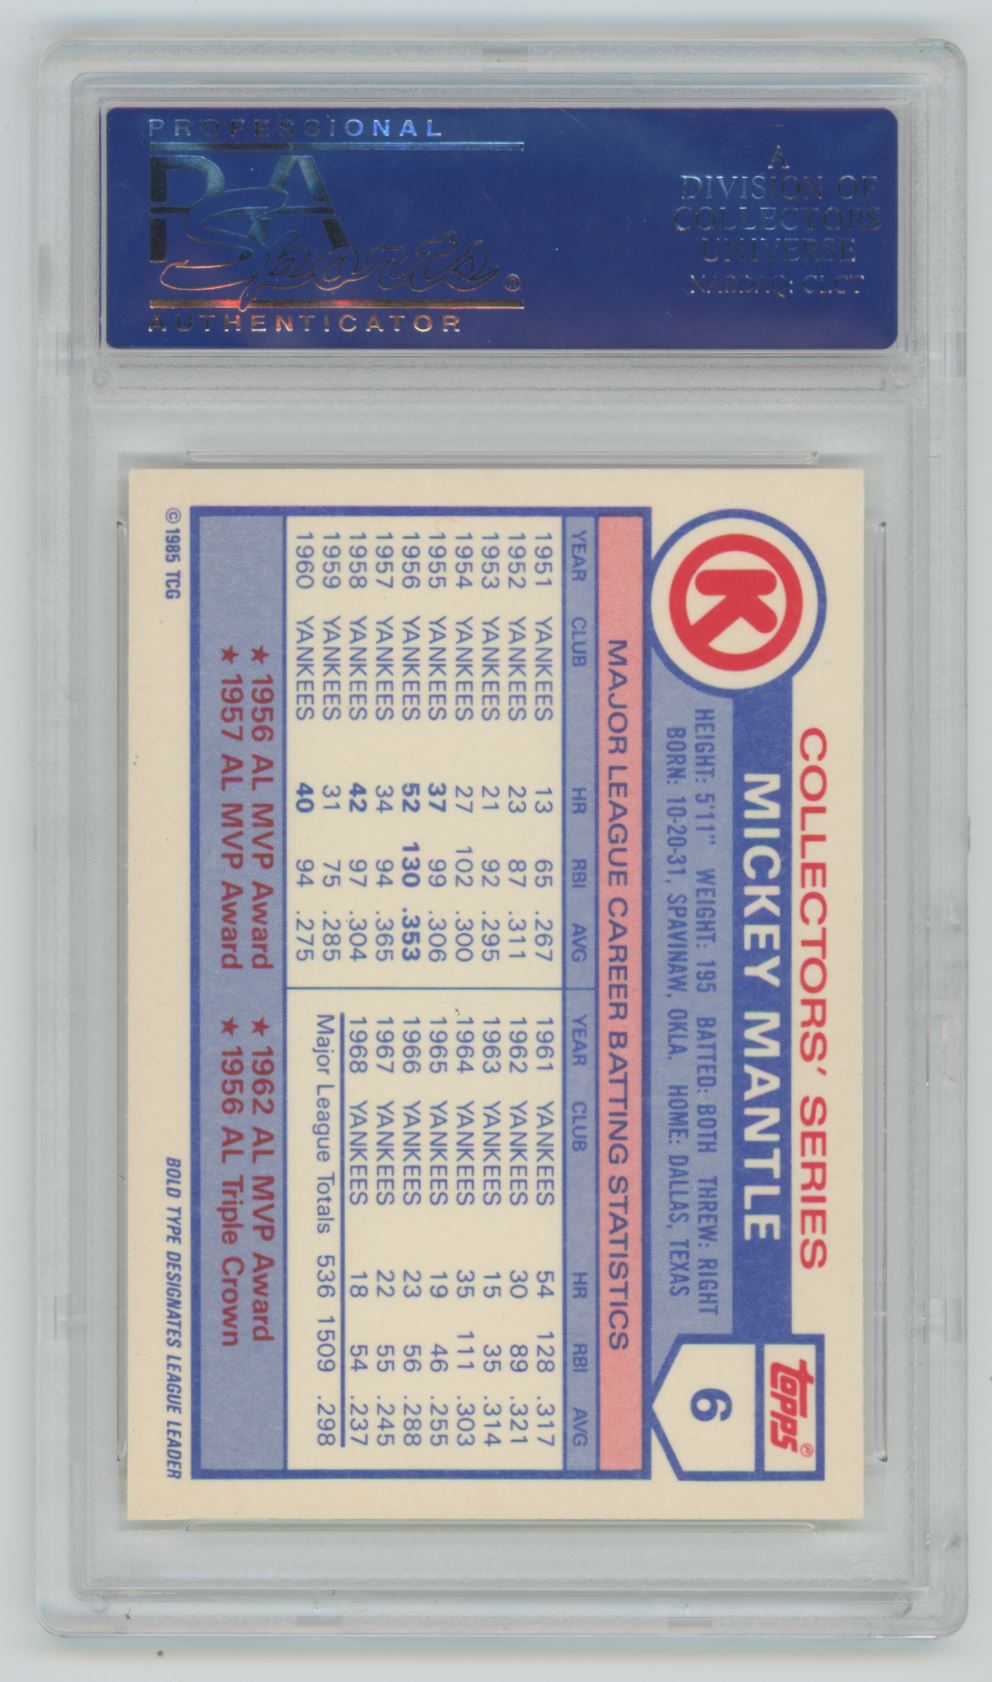 PROFESSIONAL
PSA
Sports
AUTHENTICATOR
A
DIVISION OF
COLLECTORS
UNIVERSE
NASDAQ: CLCT
COLLECTORS' SERIES
K
MICKEY MANTLE
topps®
6
HEIGHT: 5'11" WEIGHT: 195 BATTED: BOTH THREW: RIGHT
BORN: 10-20-31, SPAVINAW, OKLA. HOME: DALLAS, TEXAS
MAJOR LEAGUE CAREER BATTING STATISTICS
YEAR CLUB HR RBI AVG
1951 YANKEES 13 65 .267
1952 YANKEES 23 87 .311
1953 YANKEES 21 92 .295
1954 YANKEES 27 102 .300
1955 YANKEES 37 99 .306
1956 YANKEES 52 130 .353
1957 YANKEES 34 94 .365
1958 YANKEES 42 97 .304
1959 YANKEES 31 75 .285
1960 YANKEES 40 94 .275
YEAR CLUB HR RBI AVG
1961 YANKEES 54 128 .317
1962 YANKEES 30 89 .321
1963 YANKEES 15 35 .314
1964 YANKEES 35 111 .303
1965 YANKEES 19 46 .255
1966 YANKEES 23 56 .288
1967 YANKEES 22 55 .245
1968 YANKEES 18 54 .237
Major League Totals 536 1509 .298
★ 1956 AL MVP Award ★ 1962 AL MVP Award
★ 1957 AL MVP Award ★ 1956 AL Triple Crown
© 1985 TCG
BOLD TYPE DESIGNATES LEAGUE LEADER